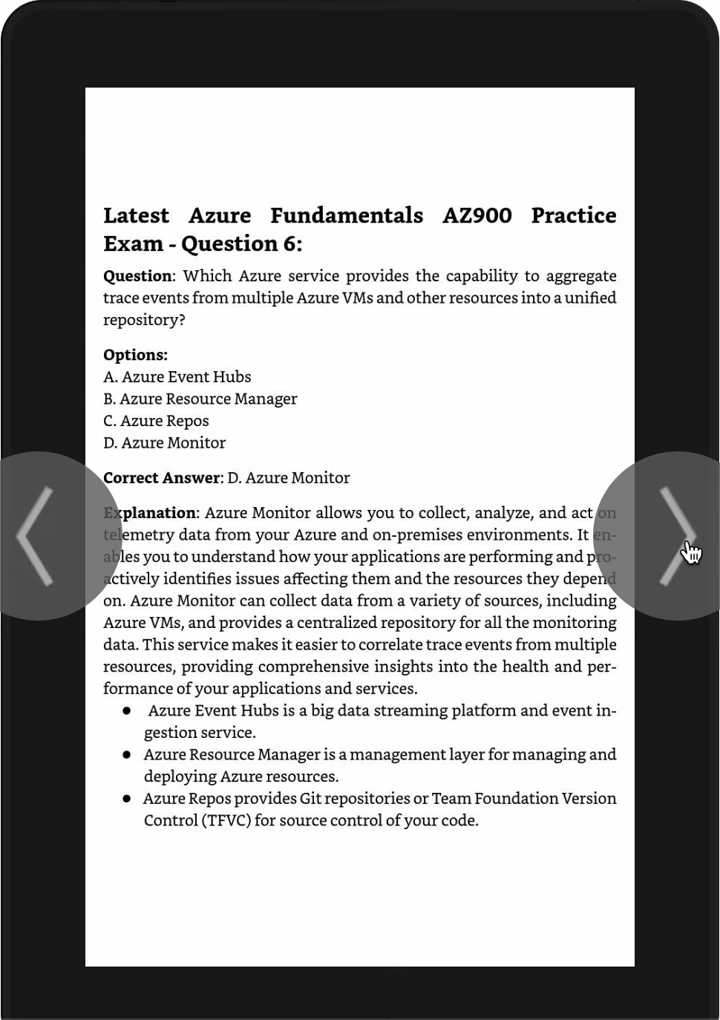 Latest Azure Fundamentals AZ900 Practice
Exam - Question 6:
Question: Which Azure service provides the capability to aggregate
trace events from multiple Azure VMs and other resources into a unified
repository?
Options:
A. Azure Event Hubs
B. Azure Resource Manager
C. Azure Repos
D. Azure Monitor
Correct Answer: D. Azure Monitor
Explanation: Azure Monitor allows you to collect, analyze, and act on
telemetry data from your Azure and on-premises environments. It en-
ables you to understand how your applications are performing and pro-
actively identifies issues affecting them and the resources they depend
on. Azure Monitor can collect data from a variety of sources, including
Azure VMs, and provides a centralized repository for all the monitoring
data. This service makes it easier to correlate trace events from multiple
resources, providing comprehensive insights into the health and per-
formance of your applications and services.
● Azure Event Hubs is a big data streaming platform and event in-
gestion service.
● Azure Resource Manager is a management layer for managing and
deploying Azure resources.
● Azure Repos provides Git repositories or Team Foundation Version
Control (TFVC) for source control of your code.